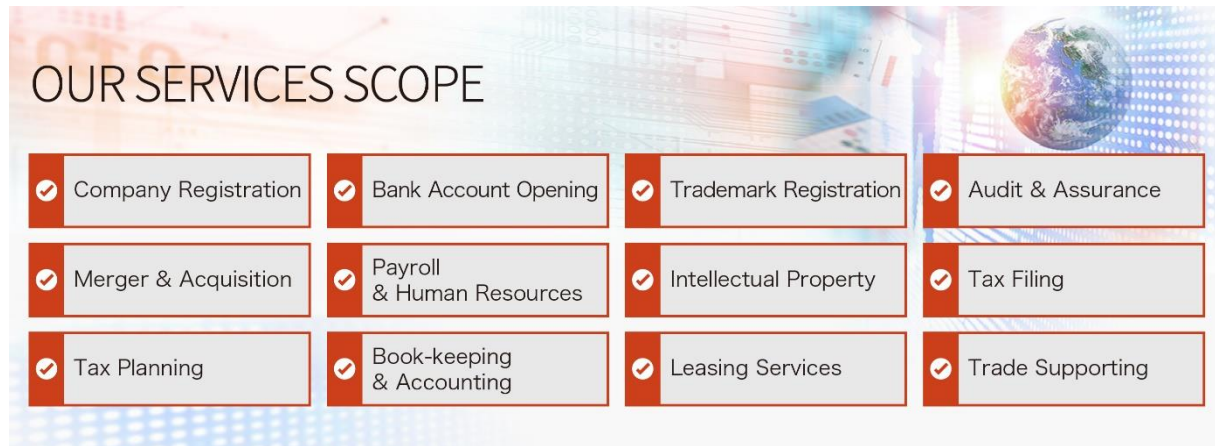 OUR SERVICES SCOPE
Company Registration
Bank Account Opening
Trademark Registration
Audit & Assurance
Merger & Acquisition
Payroll
& Human Resources
Intellectual Property
Tax Filing
Tax Planning
Book-keeping
& Accounting
Leasing Services
Trade Supporting